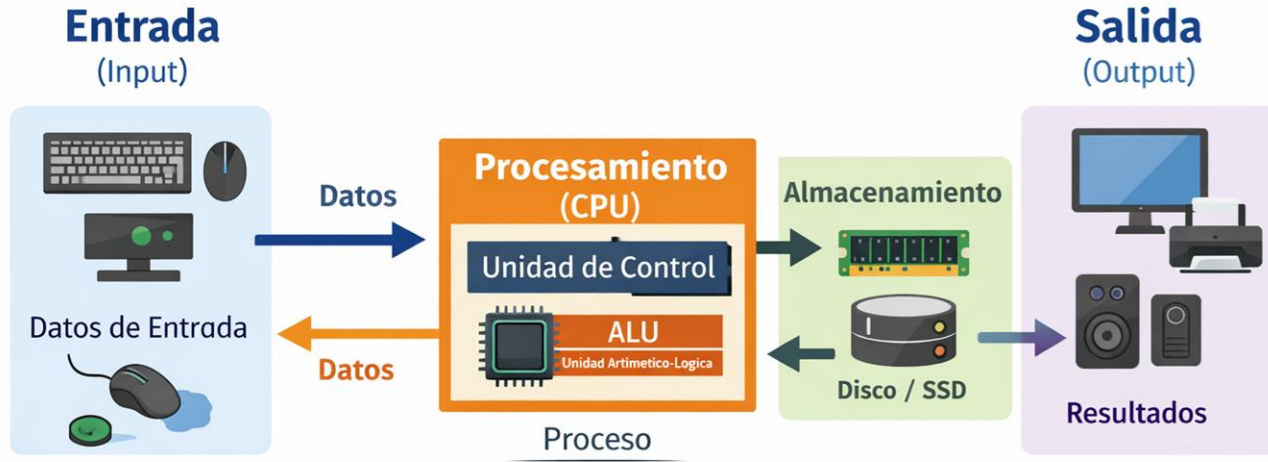 Entrada
(Input)
Datos de Entrada
Datos
Datos
Procesamiento
(CPU)
Unidad de Control
ALU
Unidad Artimetico-Logica
Proceso
Almacenamiento
Disco / SSD
Salida
(Output)
Resultados